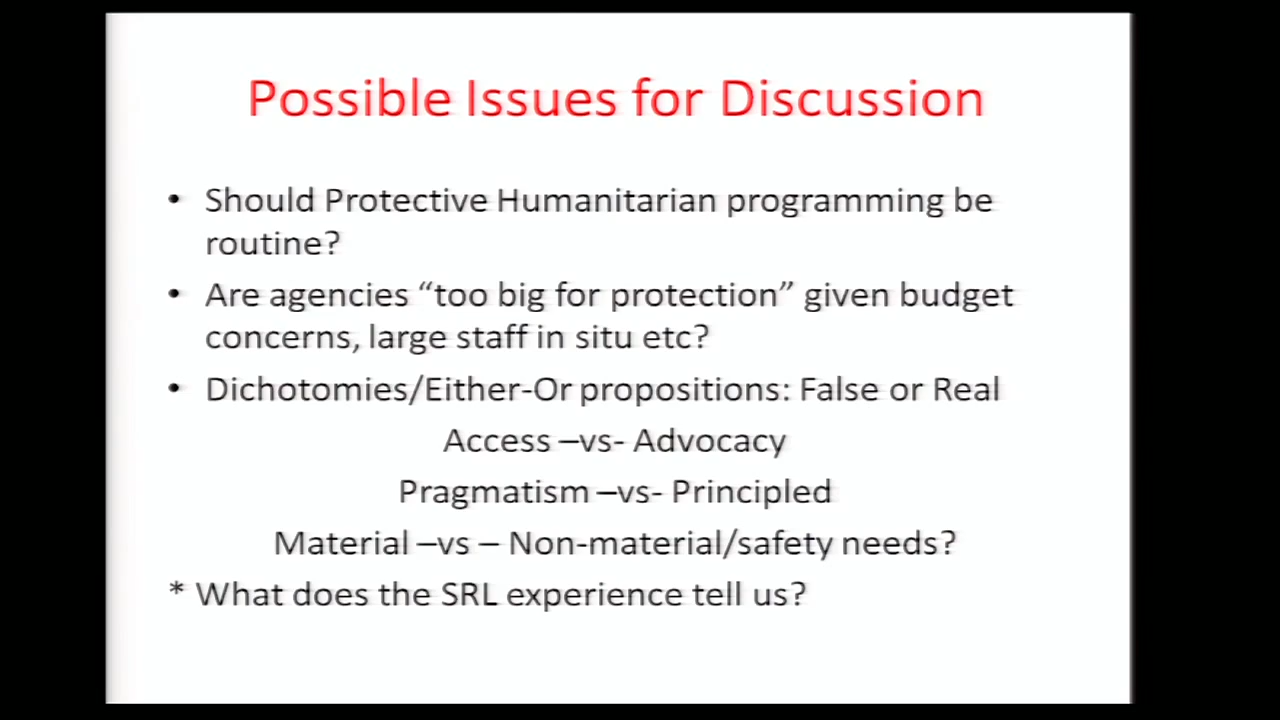 Possible Issues for Discussion
• Should Protective Humanitarian programming be
routine?
• Are agencies “too big for protection” given budget
concerns, large staff in situ etc?
• Dichotomies/Either-Or propositions: False or Real
Access –vs- Advocacy
Pragmatism –vs- Principled
Material –vs – Non-material/safety needs?
* What does the SRL experience tell us?